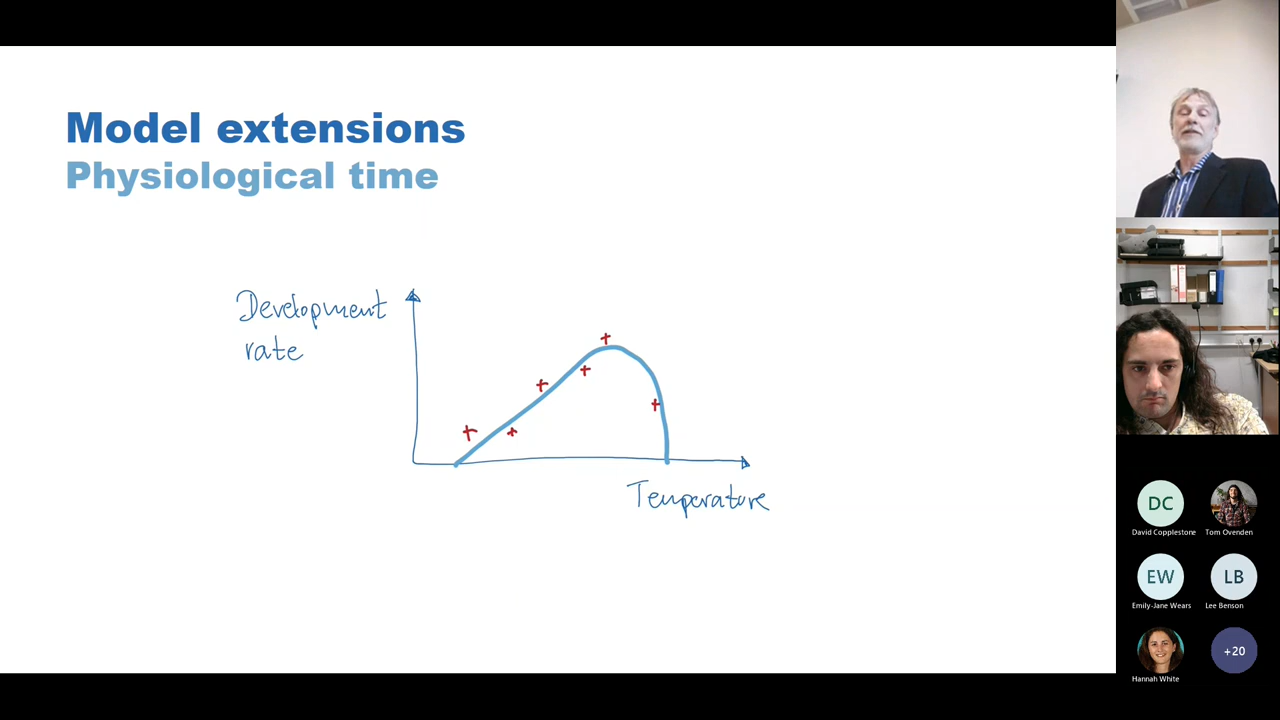 Model extensions
Physiological time
Development
rate
Temperature
DC
David Copplestone
Tom Ovenden
EW
Emily-Jane Wears
LB
Lee Benson
Hannah White
+20